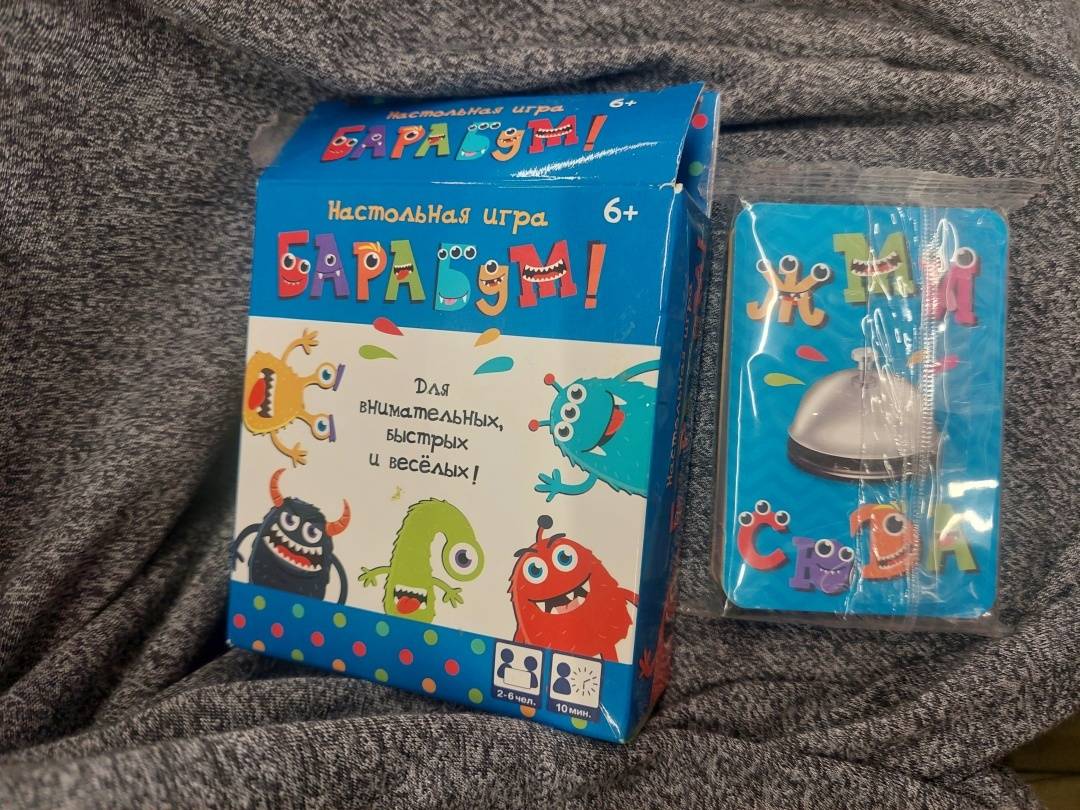 Настольная игра 6+
БАРАБуМ!
Настольная игра 6+
БАРАБуМ!
Для
внимательных,
быстрых
и весёлых!
2-6 чел. 10 мин.
ЖМИ
СЮДА